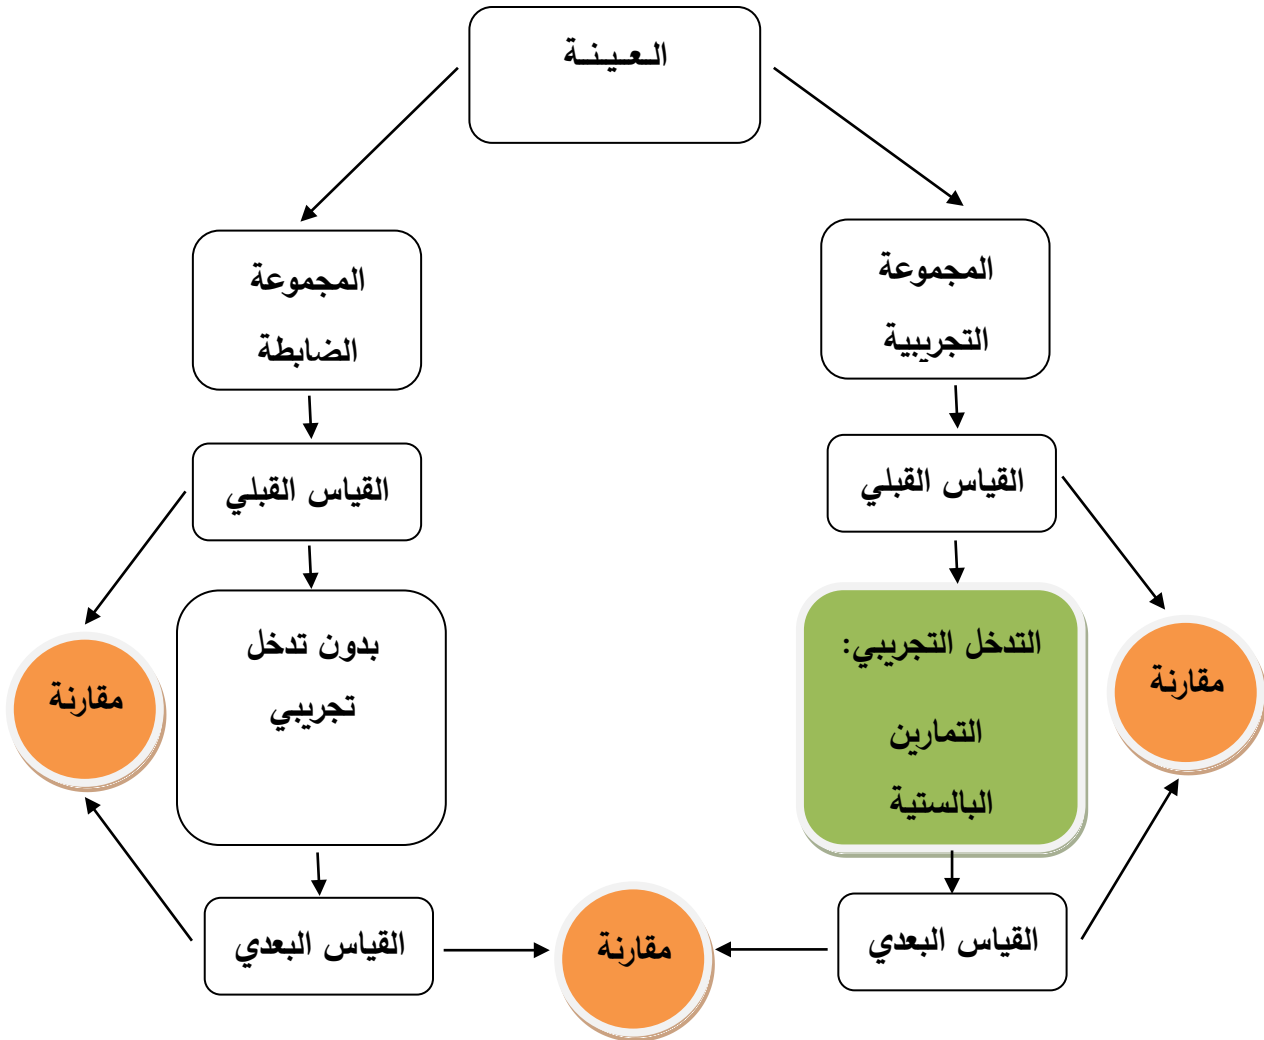 العينة
المجموعة
التجريبية
المجموعة
الضابطة
القياس القبلي
القياس القبلي
التدخل التجريبي:
التمارين
البالستية
بدون تدخل
تجريبي
مقارنة
مقارنة
القياس البعدي
مقارنة
القياس البعدي